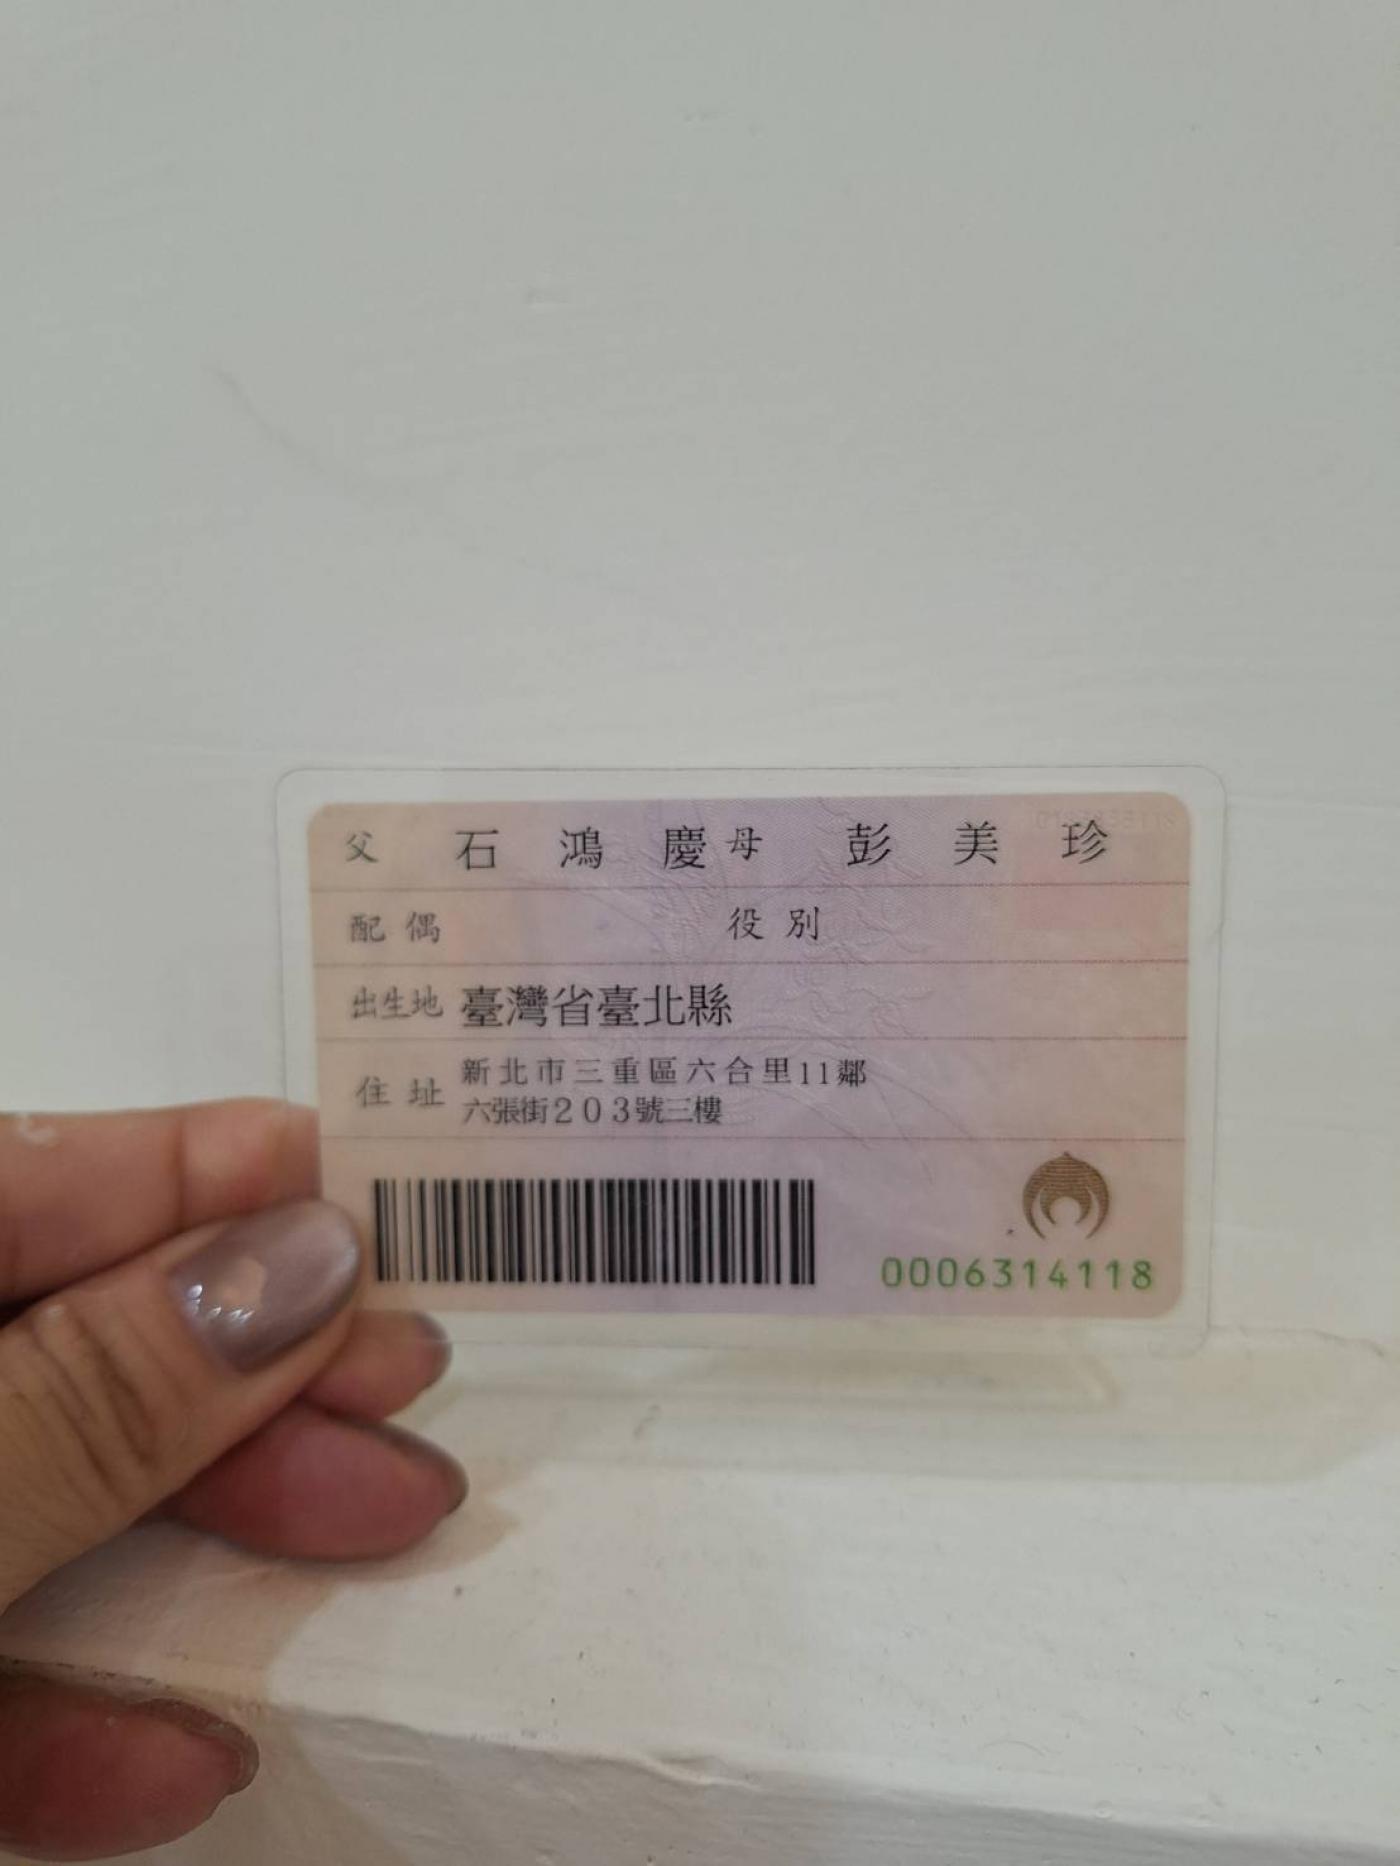 父 石鴻慶 母 彭美珍
配偶 役別
出生地 臺灣省臺北縣
住址 新北市三重區六合里11鄰
六張街203號三樓
0006314118